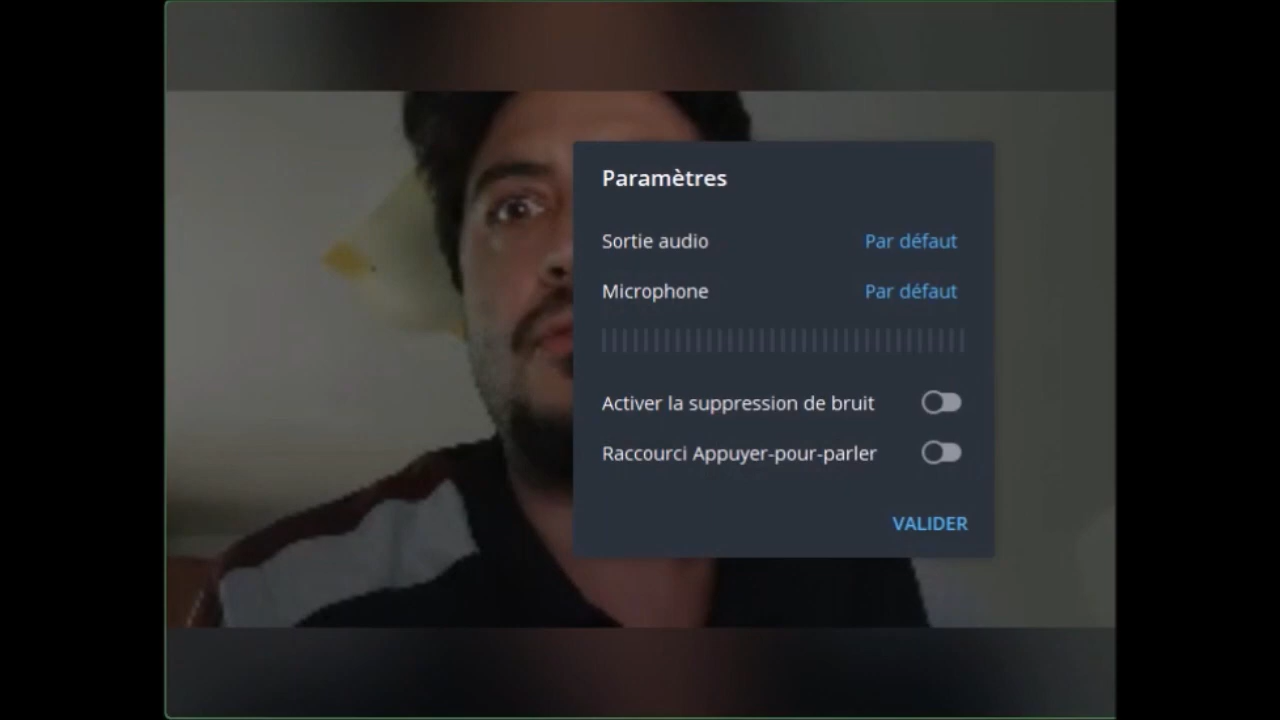 Paramètres
Sortie audio Par défaut
Microphone Par défaut
Activer la suppression de bruit
Raccourci Appuyer-pour-parler
VALIDER